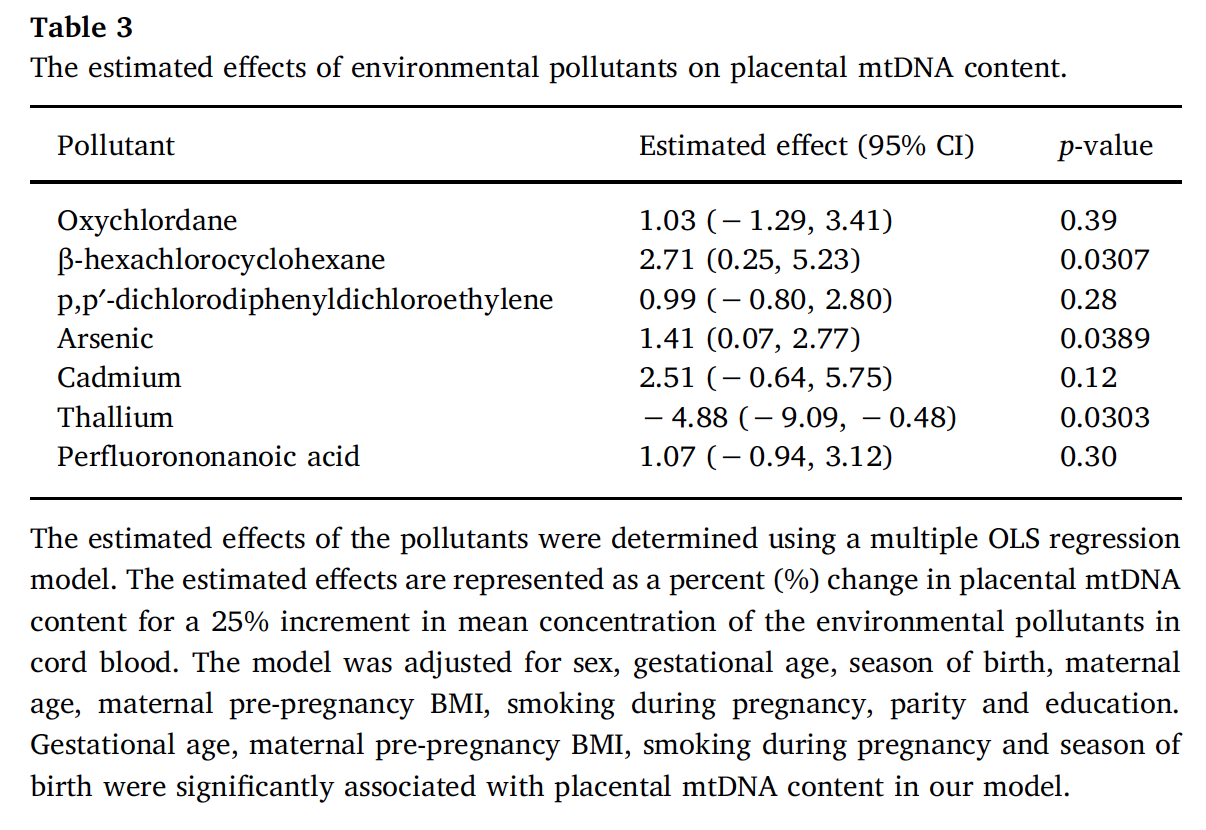 Table 3
The estimated effects of environmental pollutants on placental mtDNA content.
Pollutant Estimated effect (95% CI) p-value
Oxychlordane 1.03 (− 1.29, 3.41) 0.39
β-hexachlorocyclohexane 2.71 (0.25, 5.23) 0.0307
p,p′-dichlorodiphenyldichloroethylene 0.99 (− 0.80, 2.80) 0.28
Arsenic 1.41 (0.07, 2.77) 0.0389
Cadmium 2.51 (− 0.64, 5.75) 0.12
Thallium − 4.88 (− 9.09, − 0.48) 0.0303
Perfluorononanoic acid 1.07 (− 0.94, 3.12) 0.30
The estimated effects of the pollutants were determined using a multiple OLS regression
model. The estimated effects are represented as a percent (%) change in placental mtDNA
content for a 25% increment in mean concentration of the environmental pollutants in
cord blood. The model was adjusted for sex, gestational age, season of birth, maternal
age, maternal pre-pregnancy BMI, smoking during pregnancy, parity and education.
Gestational age, maternal pre-pregnancy BMI, smoking during pregnancy and season of
birth were significantly associated with placental mtDNA content in our model.